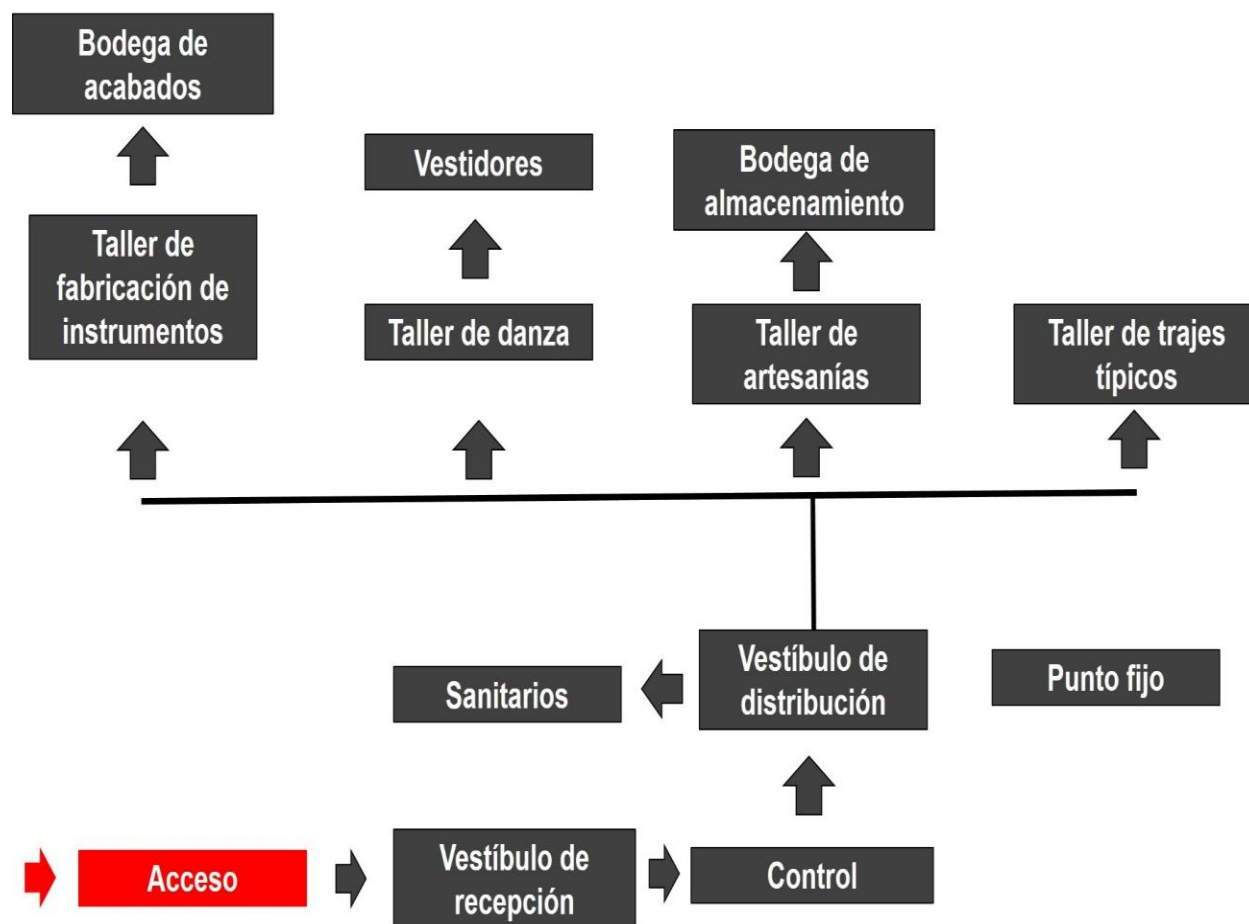 Bodega de
acabados
Vestidores
Bodega de
almacenamiento
Taller de
fabricación de
instrumentos
Taller de danza
Taller de
artesanías
Taller de trajes
típicos
Sanitarios
Vestíbulo de
distribución
Punto fijo
Acceso
Vestíbulo de
recepción
Control